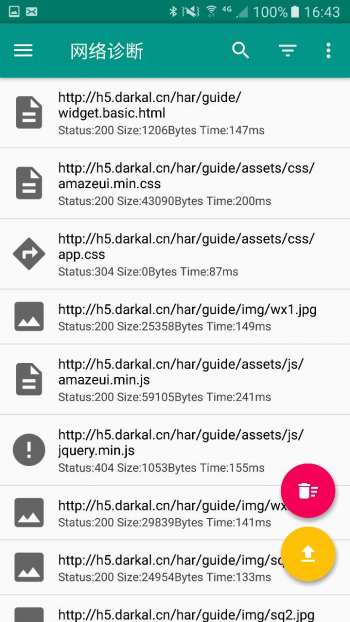 4G 100% 16:43
网络诊断
http://h5.darkal.cn/har/guide/
widget.basic.html
Status:200 Size:1206Bytes Time:147ms
http://h5.darkal.cn/har/guide/assets/css/
amazeui.min.css
Status:200 Size:43090Bytes Time:200ms
http://h5.darkal.cn/har/guide/assets/css/
app.css
Status:304 Size:0Bytes Time:87ms
http://h5.darkal.cn/har/guide/img/wx1.jpg
Status:200 Size:25358Bytes Time:149ms
http://h5.darkal.cn/har/guide/assets/js/
amazeui.min.js
Status:200 Size:59105Bytes Time:241ms
http://h5.darkal.cn/har/guide/assets/js/
jquery.min.js
Status:404 Size:1053Bytes Time:155ms
http://h5.darkal.cn/har/guide/img/wx
Status:200 Size:29839Bytes Time:141ms
http://h5.darkal.cn/har/guide/img/sq
Status:200 Size:24954Bytes Time:133ms
http://h5.darkal.cn/har/guide/img/sq2.jpg